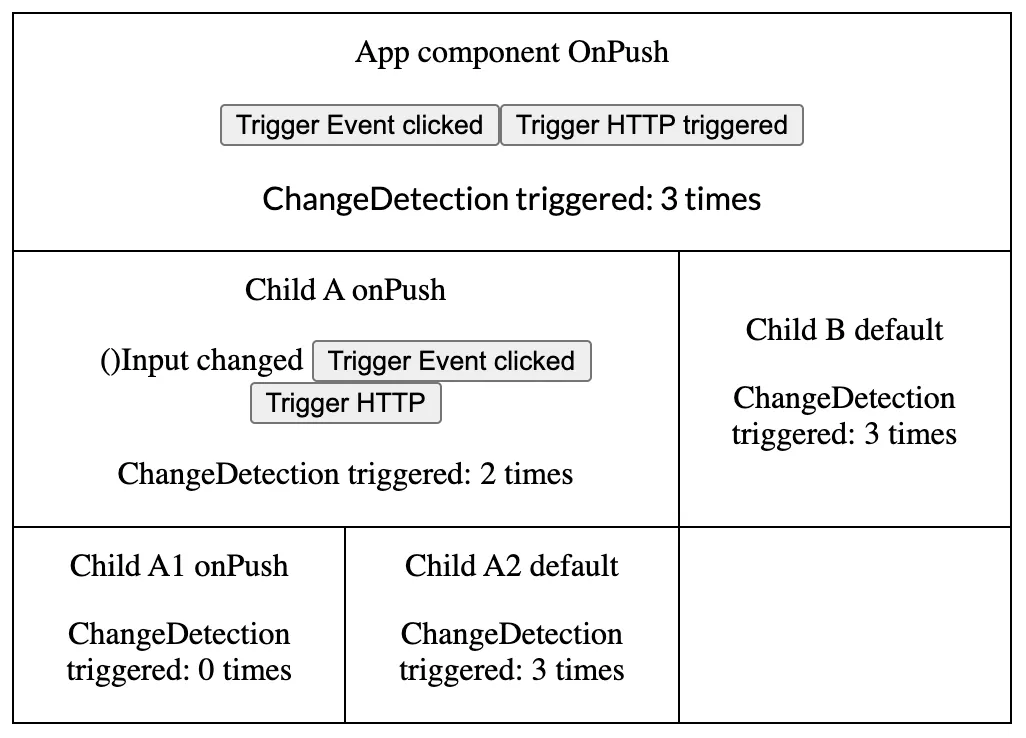 App component OnPush
Trigger Event clicked Trigger HTTP triggered
ChangeDetection triggered: 3 times
Child A onPush
()Input changed Trigger Event clicked
Trigger HTTP
ChangeDetection triggered: 2 times
Child B default
ChangeDetection
triggered: 3 times
Child A1 onPush
ChangeDetection
triggered: 0 times
Child A2 default
ChangeDetection
triggered: 3 times